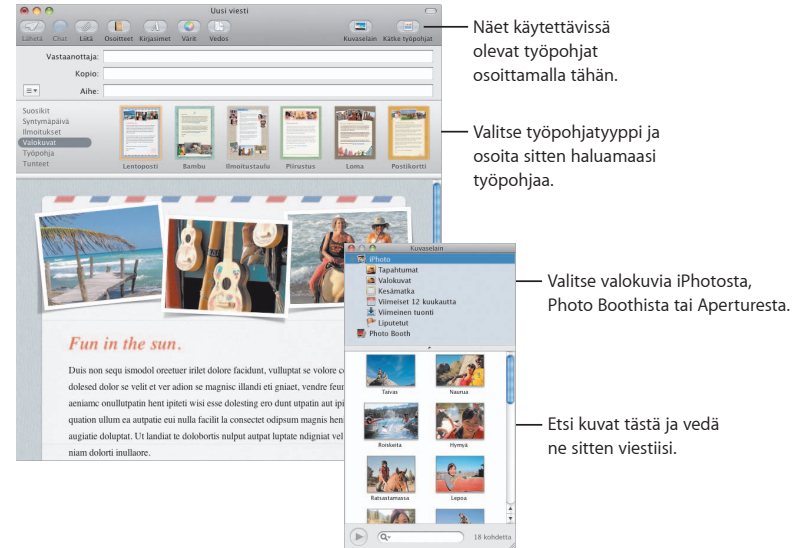 Uusi viesti
Lähetä Chat Liitä Osoitteet Kirjasimet Värit Vedos Kuvaselain Kätke työpohjat
Vastaanottaja:
Kopio:
Aihe:
Suosikit
Syntymäpäivä
Ilmoitukset
Valokuvat
Työpohja
Tunteet
Lentoposti Bambu Ilmoitustaulu Piirustus Loma Postikortti
Fun in the sun.
Duis non sequ ismodol oreetuer irilet dolore facidunt, vulluptat se volore
dolesed dolor se velit et ver adion se magnisc illandi eti gniaet, vendre feu
aeniamc onullutpatin hent ipiteti wisi esse dolesting ero dunt utpatin aut ipi
quation ullum ea autpatie eui nulla facilit la consectet odipsum magnis hen
augiatie doluptat. Ut landiat te dolobortis nulput autpat luptate ndigniat vel
niam dolorti inullaore.
Kuvaselain
iPhoto
Tapahtumat
Valokuvat
Kesämatka
Viimeiset 12 kuukautta
Viimeinen tuonti
Liputetut
Photo Booth
Taivas Naurua
Roiskeita Hymyä
Ratsastamassa Lepoa
18 kohdetta
Näet käytettävissä
olevat työpohjat
osoittamalla tähän.
Valitse työpohjatyyppi ja
osoita sitten haluamaasi
työpohjaa.
Valitse valokuvia iPhotosta,
Photo Boothista tai Aperturesta.
Etsi kuvat tästä ja vedä
ne sitten viestiisi.